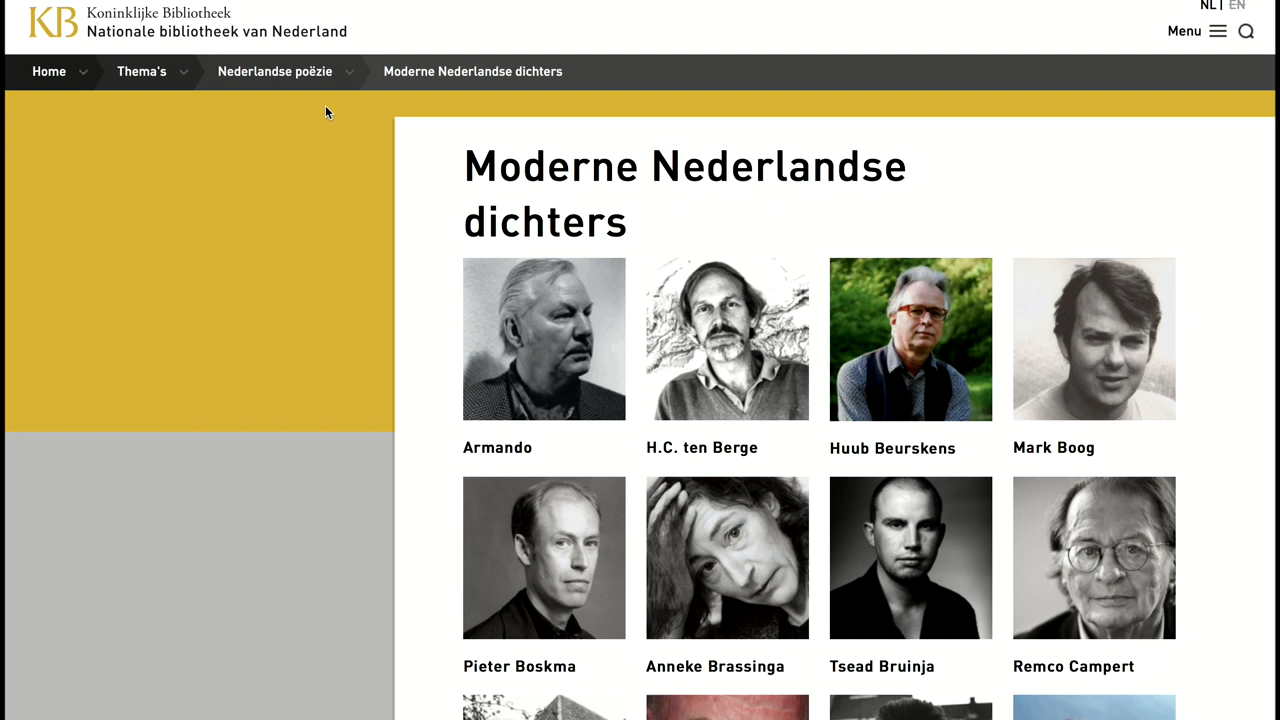 NL | EN
KB Koninklijke Bibliotheek
Nationale bibliotheek van Nederland
Menu
Home Thema's Nederlandse poëzie Moderne Nederlandse dichters
Moderne Nederlandse
dichters
Armando H.C. ten Berge Huub Beurskens Mark Boog
Pieter Boskma Anneke Brassinga Tsead Bruinja Remco Campert